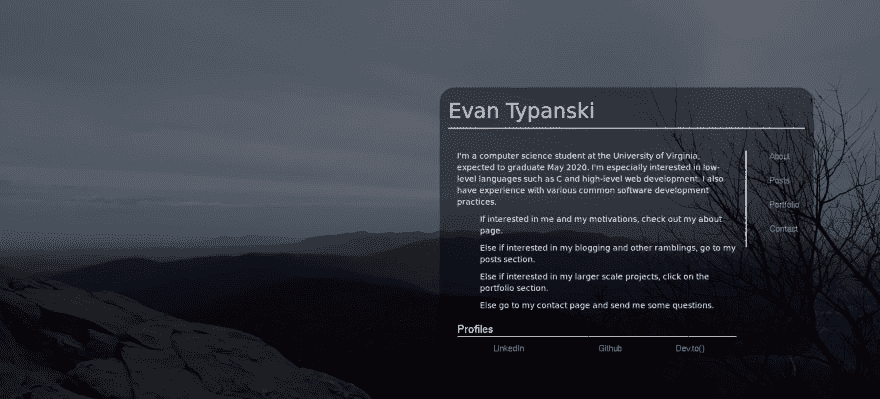 Evan Typanski
I'm a computer science student at the University of Virginia,
expected to graduate May 2020. I'm especially interested in low-
level languages such as C and high-level web development. I also
have experience with various common software development
practices.
If interested in me and my motivations, check out my about
page.
Else if interested in my blogging and other ramblings, go to my
posts section.
Else if interested in my larger scale projects, click on the
portfolio section.
Else go to my contact page and send me some questions.
About
Posts
Portfolio
Contact
Profiles
LinkedIn Github Dev.to()